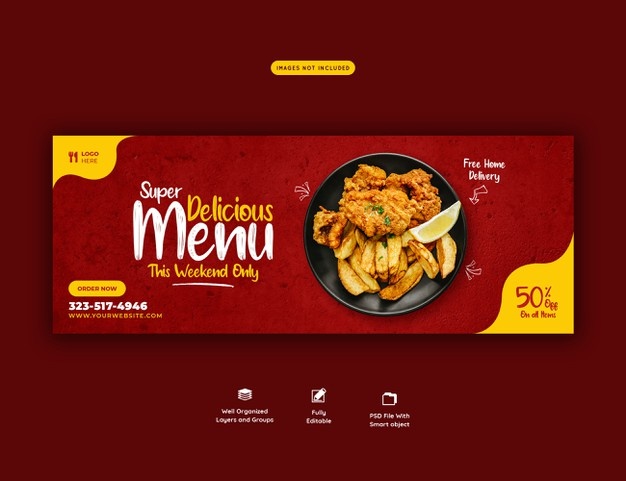 IMAGES NOT INCLUDED
LOGO
HERE
Super
Delicious
Menu
This Weekend Only
ORDER NOW
323-517-4946
WWW.YOURWEBSITE.COM
Free Home
Delivery
50% Off
On all Items
Well Organized
Layers and Groups
Fully
Editable
PSD File With
Smart object